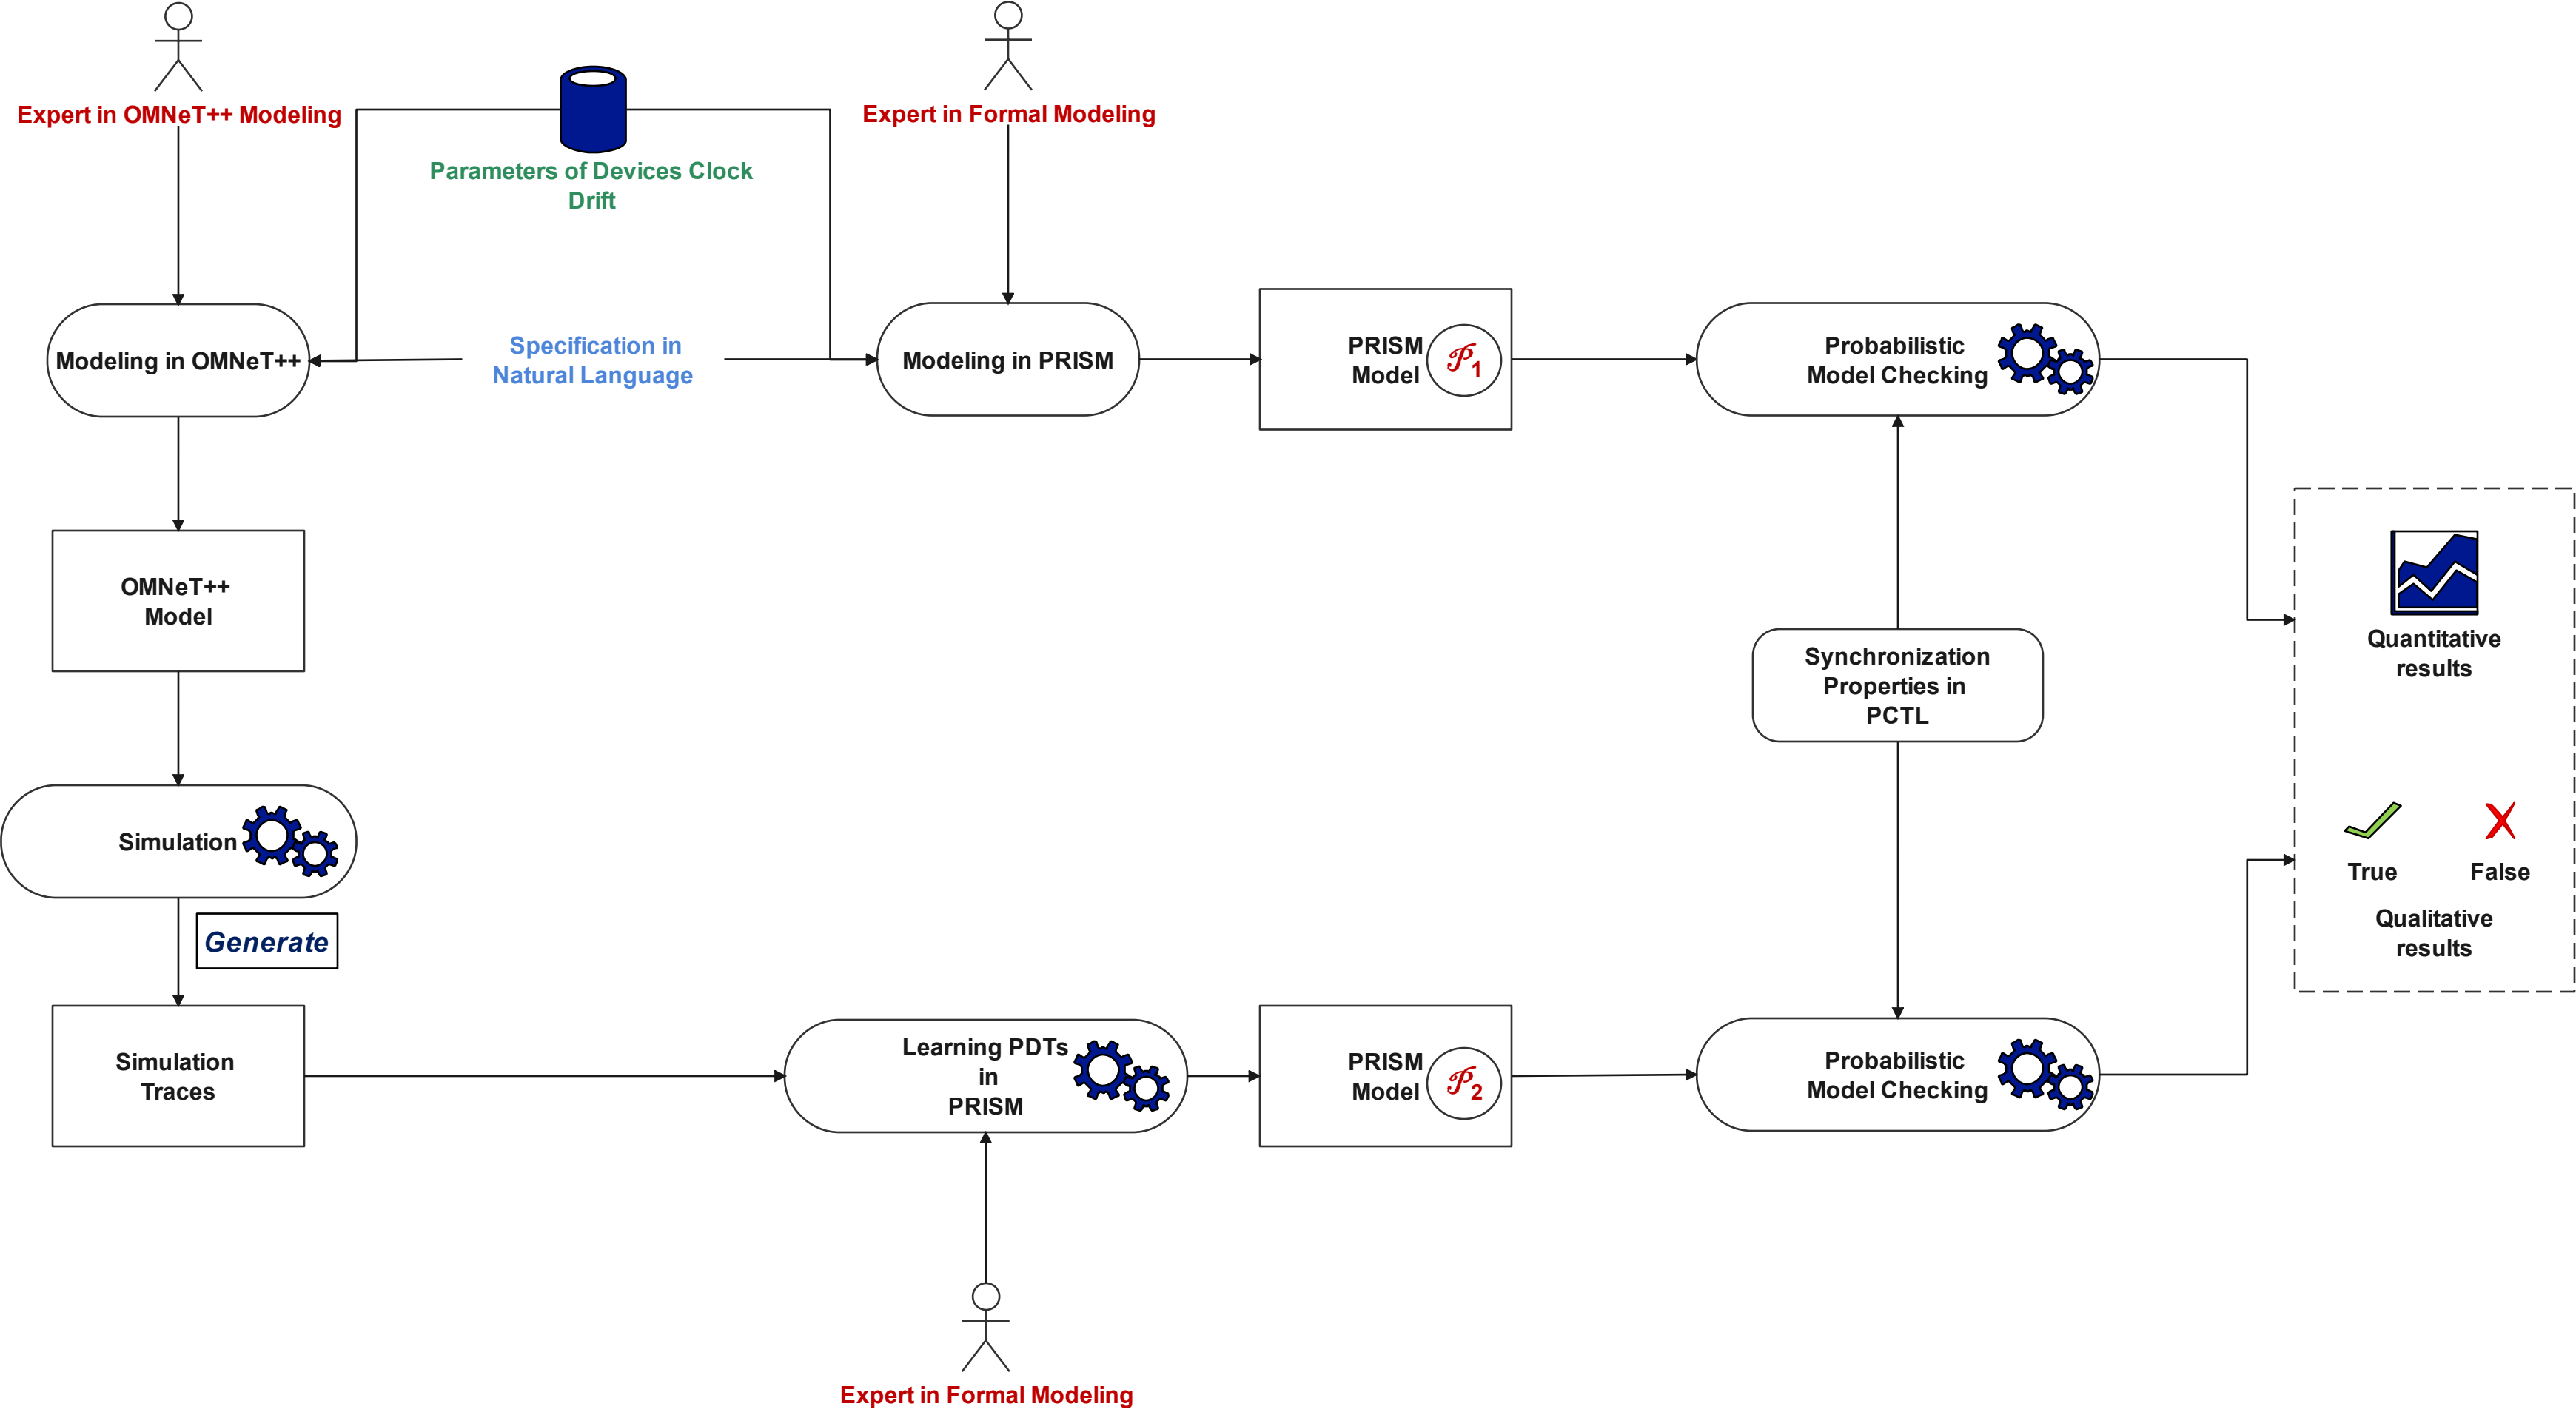 Expert in OMNeT++ Modeling
Parameters of Devices Clock
Drift
Expert in Formal Modeling
Modeling in OMNeT++
Specification in
Natural Language
Modeling in PRISM
PRISM
Model
𝒫1
Probabilistic
Model Checking
OMNeT++
Model
Synchronization
Properties in
PCTL
Quantitative
results
Simulation
True
False
Qualitative
results
Generate
Simulation
Traces
Learning PDTs
in
PRISM
PRISM
Model
𝒫2
Probabilistic
Model Checking
Expert in Formal Modeling